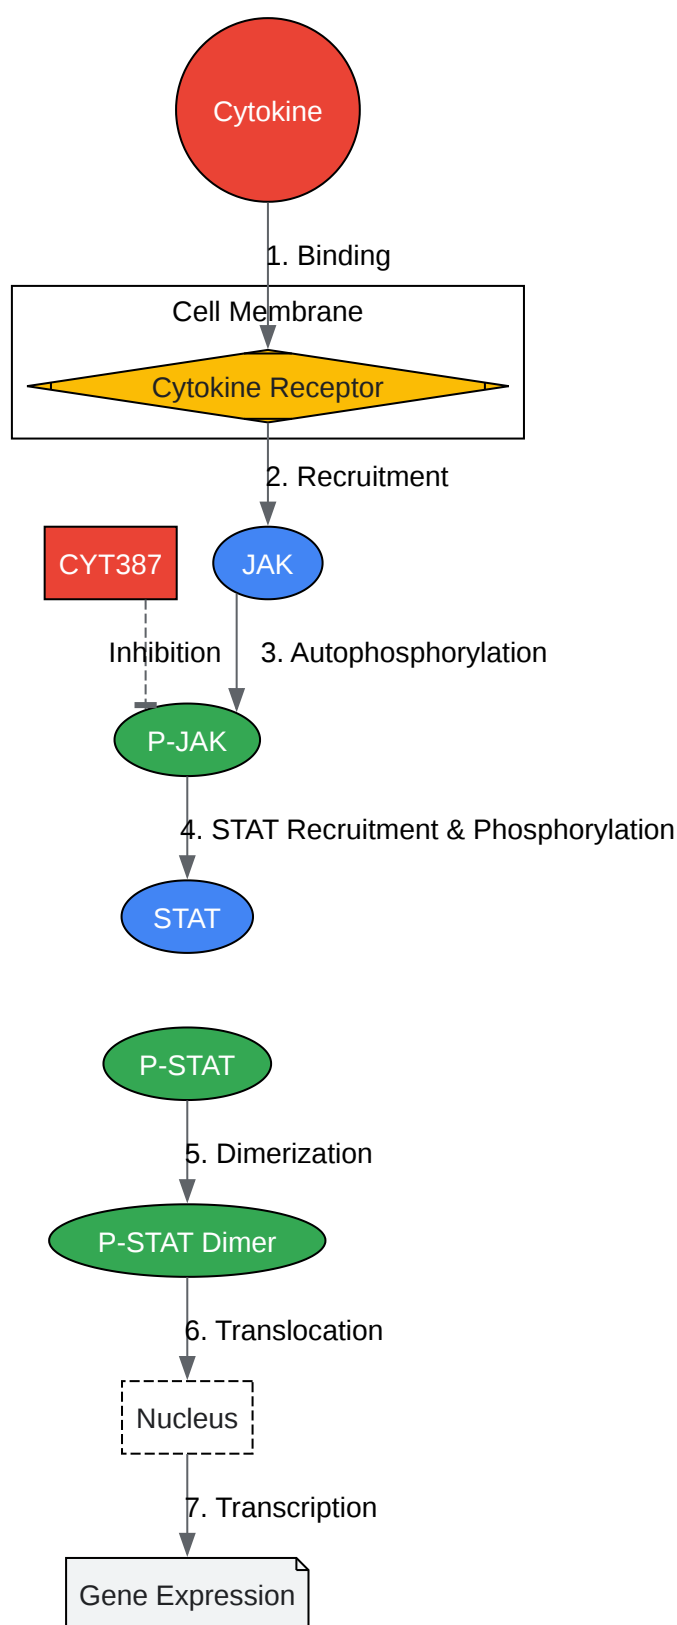 Cytokine
1. Binding
Cell Membrane
Cytokine Receptor
2. Recruitment
CYT387
JAK
Inhibition
3. Autophosphorylation
P-JAK
4. STAT Recruitment & Phosphorylation
STAT
P-STAT
5. Dimerization
P-STAT Dimer
6. Translocation
Nucleus
7. Transcription
Gene Expression